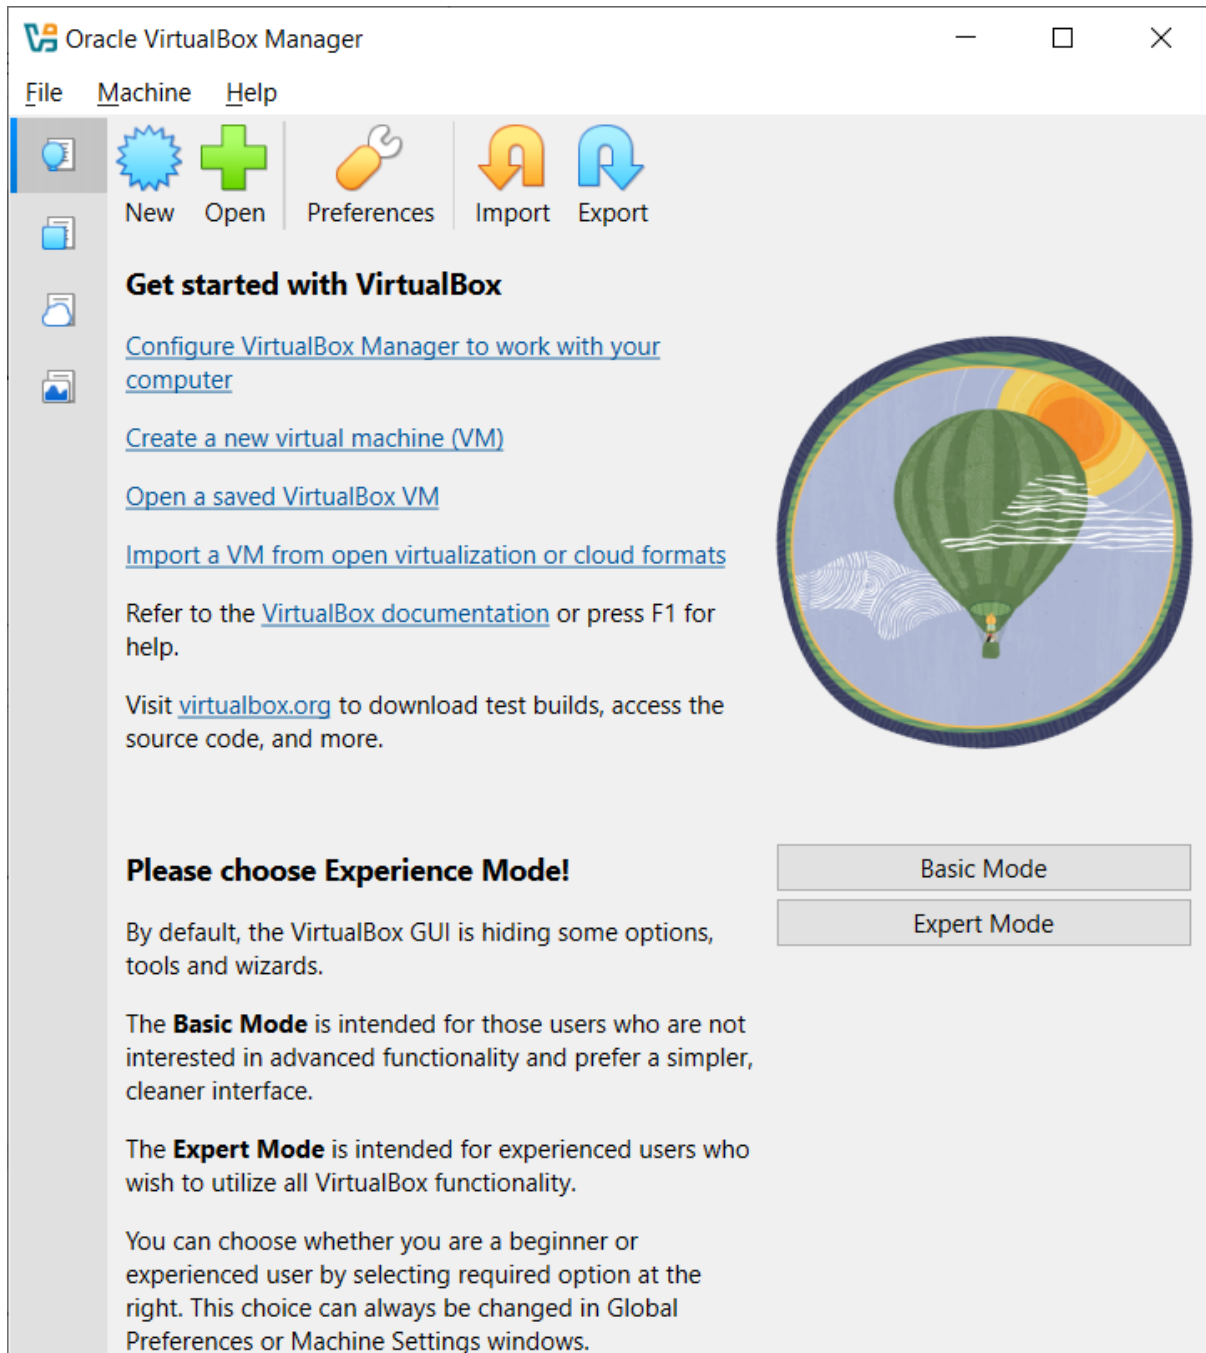 Oracle VirtualBox Manager
File Machine Help
New Open Preferences Import Export
Get started with VirtualBox
Configure VirtualBox Manager to work with your
computer
Create a new virtual machine (VM)
Open a saved VirtualBox VM
Import a VM from open virtualization or cloud formats
Refer to the VirtualBox documentation or press F1 for
help.
Visit virtualbox.org to download test builds, access the
source code, and more.
Please choose Experience Mode!
Basic Mode
Expert Mode
By default, the VirtualBox GUI is hiding some options,
tools and wizards.
The Basic Mode is intended for those users who are not
interested in advanced functionality and prefer a simpler,
cleaner interface.
The Expert Mode is intended for experienced users who
wish to utilize all VirtualBox functionality.
You can choose whether you are a beginner or
experienced user by selecting required option at the
right. This choice can always be changed in Global
Preferences or Machine Settings windows.